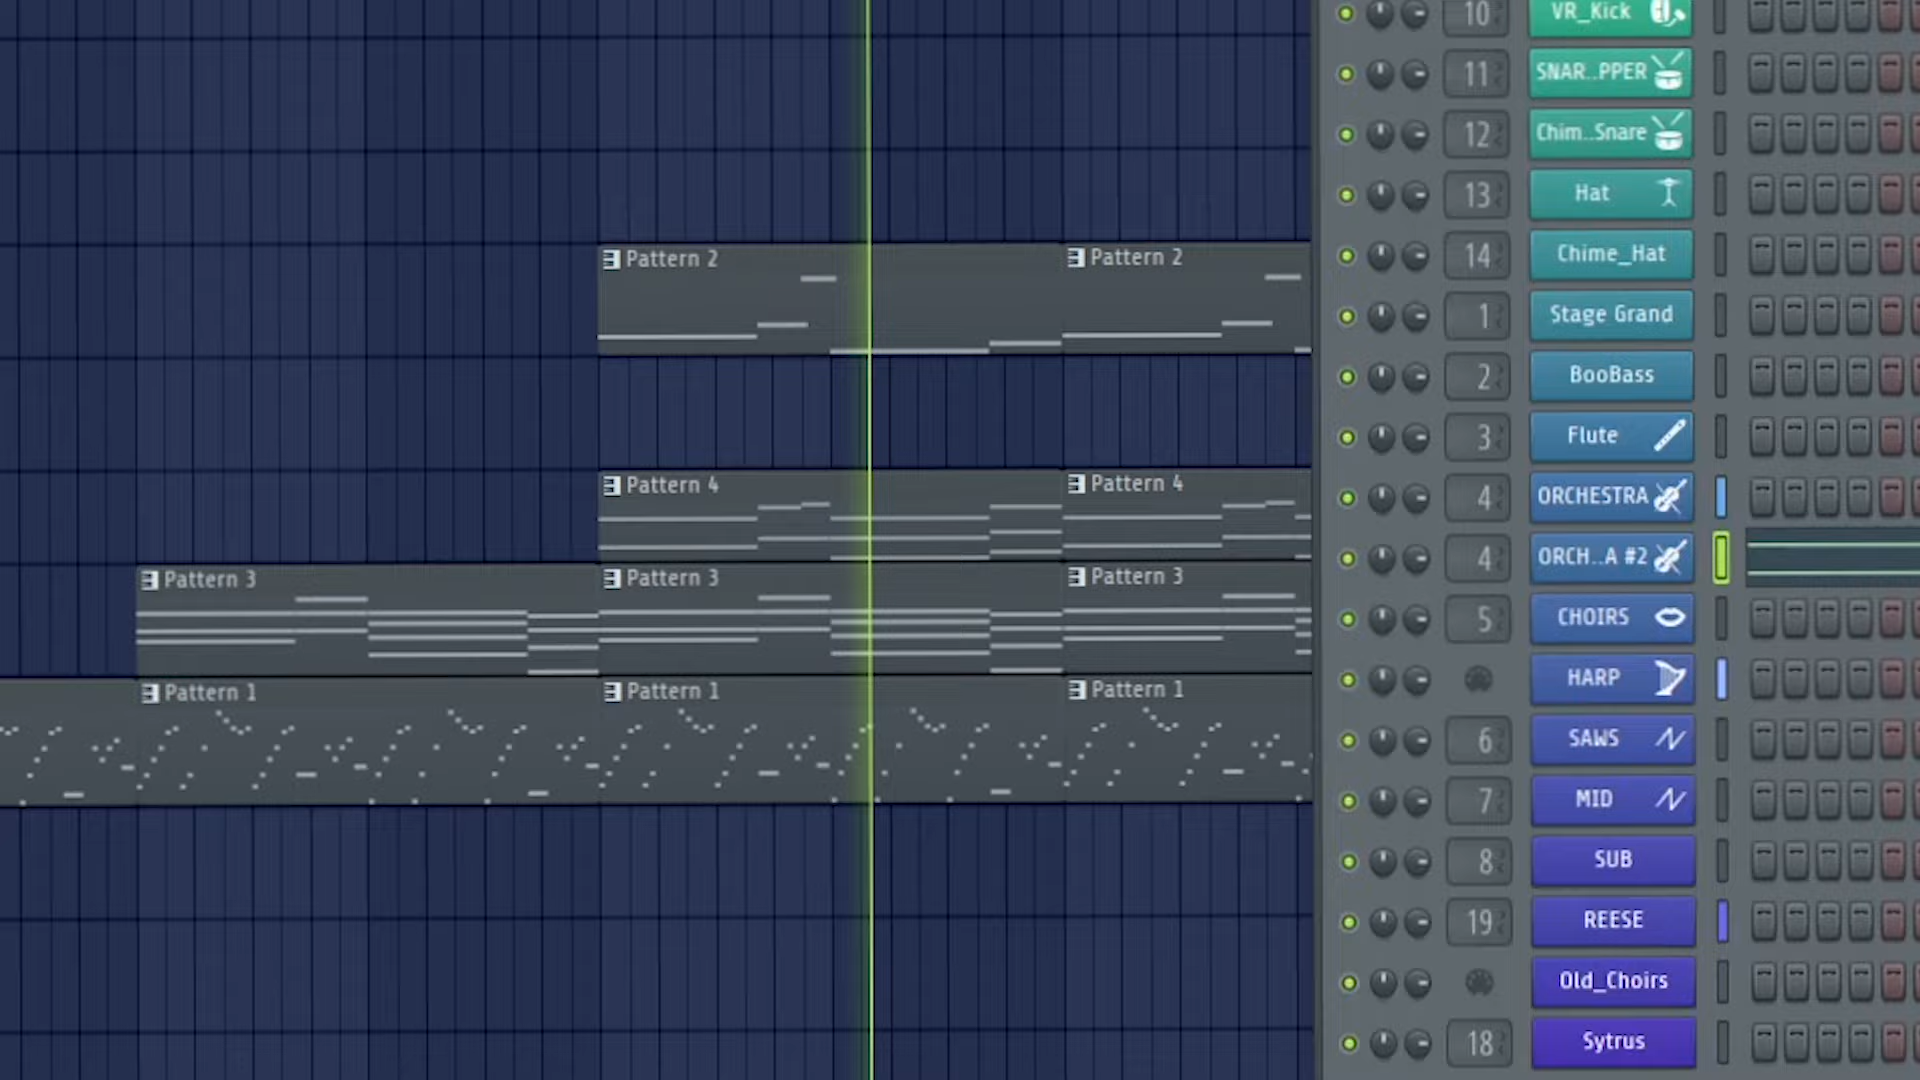 Pattern 2
Pattern 2
Pattern 4
Pattern 4
Pattern 3
Pattern 3
Pattern 3
Pattern 1
Pattern 1
Pattern 1
10 VR_Kick
11 SNAR..PPER
12 Chim..Snare
13 Hat
14 Chime_Hat
1 Stage Grand
2 BooBass
3 Flute
4 ORCHESTRA
4 ORCH..A #2
5 CHOIRS
HARP
6 SAWS
7 MID
8 SUB
19 REESE
Old_Choirs
18 Sytrus